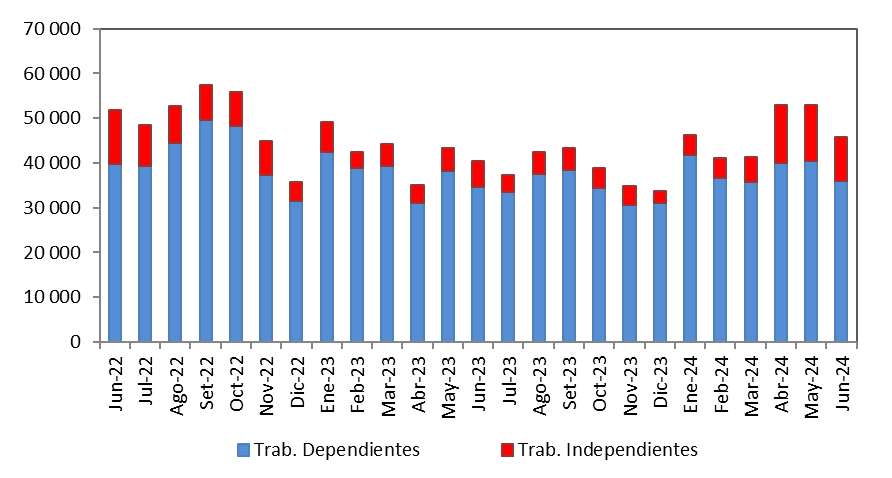 70 000
60 000
50 000
40 000
30 000
20 000
10 000
0
Jun-22
Jul-22
Ago-22
Set-22
Oct-22
Nov-22
Dic-22
Ene-23
Feb-23
Mar-23
Abr-23
May-23
Jun-23
Jul-23
Ago-23
Set-23
Oct-23
Nov-23
Dic-23
Ene-24
Feb-24
Mar-24
Abr-24
May-24
Jun-24
Trab. Dependientes
Trab. Independientes